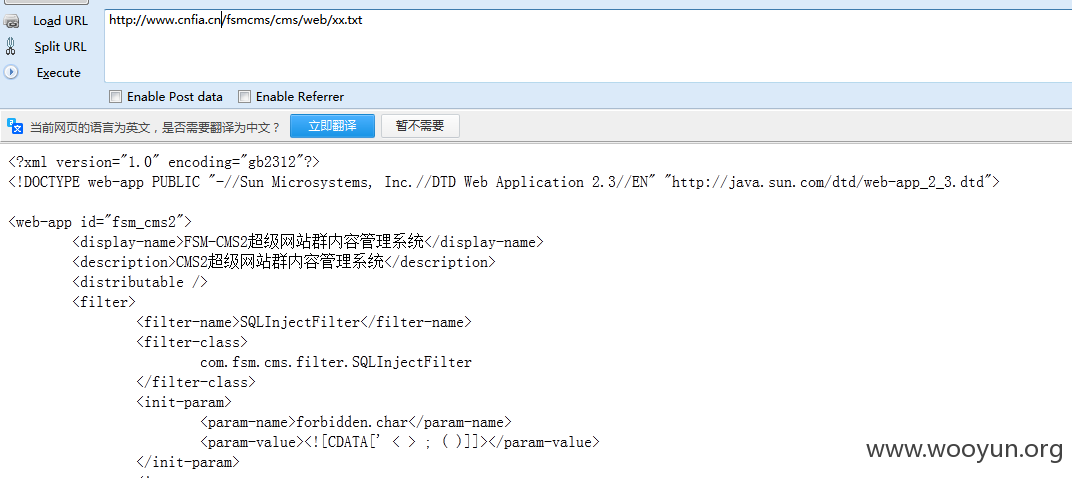 Load URL
http://www.cnfia.cn/fsmcms/cms/web/xx.txt
Split URL
Execute
Enable Post data Enable Referrer
当前网页的语言为英文，是否需要翻译为中文？ 立即翻译 暂不需要
<?xml version="1.0" encoding="gb2312"?>
<!DOCTYPE web-app PUBLIC "-//Sun Microsystems, Inc.//DTD Web Application 2.3//EN" "http://java.sun.com/dtd/web-app_2_3.dtd">
<web-app id="fsm_cms2">
<display-name>FSM-CMS2超级网站群内容管理系统</display-name>
<description>CMS2超级网站群内容管理系统</description>
<distributable />
<filter>
<filter-name>SQLInjectFilter</filter-name>
<filter-class>
com.fsm.cms.filter.SQLInjectFilter
</filter-class>
<init-param>
<param-name>forbidden.char</param-name>
<param-value><![CDATA[' < > ; ( )]]></param-value>
</init-param>
www.wooyun.org